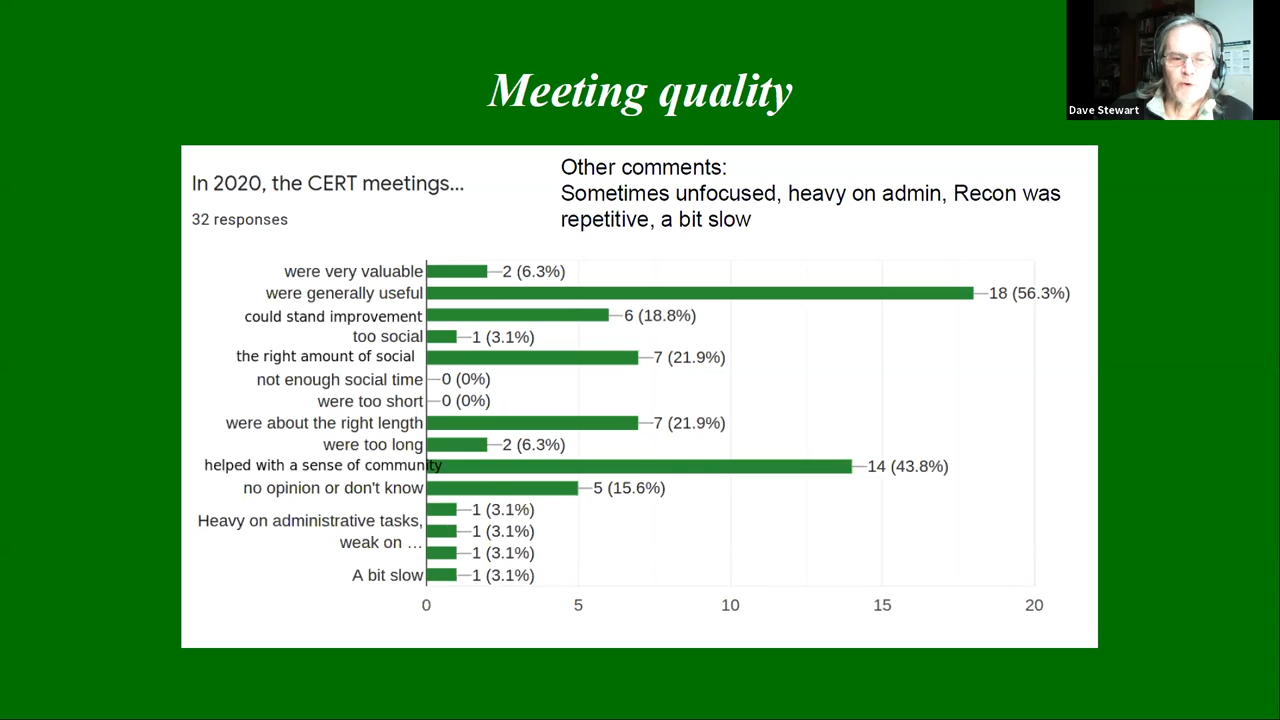 Meeting quality
Dave Stewart
In 2020, the CERT meetings...
32 responses
Other comments:
Sometimes unfocused, heavy on admin, Recon was
repetitive, a bit slow
were very valuable 2 (6.3%)
were generally useful 18 (56.3%)
could stand improvement 6 (18.8%)
too social 1 (3.1%)
the right amount of social 7 (21.9%)
not enough social time 0 (0%)
were too short 0 (0%)
were about the right length 7 (21.9%)
were too long 2 (6.3%)
helped with a sense of community 14 (43.8%)
no opinion or don't know 5 (15.6%)
1 (3.1%)
Heavy on administrative tasks,
1 (3.1%)
weak on …
1 (3.1%)
A bit slow 1 (3.1%)
0 5 10 15 20